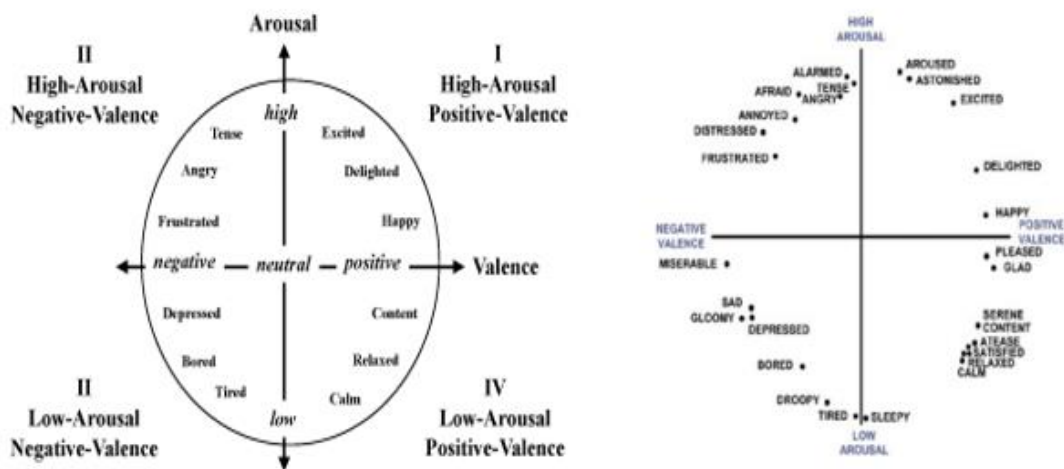 Arousal
II
High-Arousal
Negative-Valence
I
High-Arousal
Positive-Valence
high
Tense
Excited
Angry
Delighted
Frustrated
Happy
negative
neutral
positive
Valence
Depressed
Content
Bored
Relaxed
Tired
Calm
low
II
Low-Arousal
Negative-Valence
IV
Low-Arousal
Positive-Valence
HIGH
AROUSAL
ALARMED
AROUSED
TENSE
ASTONISHED
AFRAID
ANGRY
EXCITED
ANNOYED
DISTRESSED
FRUSTRATED
DELIGHTED
HAPPY
NEGATIVE
VALENCE
POSITIVE
VALENCE
MISERABLE
PLEASED
GLAD
SAD
GLOOMY
DEPRESSED
SERENE
CONTENT
ATEASE
SATISFIED
RELAXED
CALM
BORED
DROOPY
TIRED
SLEEPY
LOW
AROUSAL